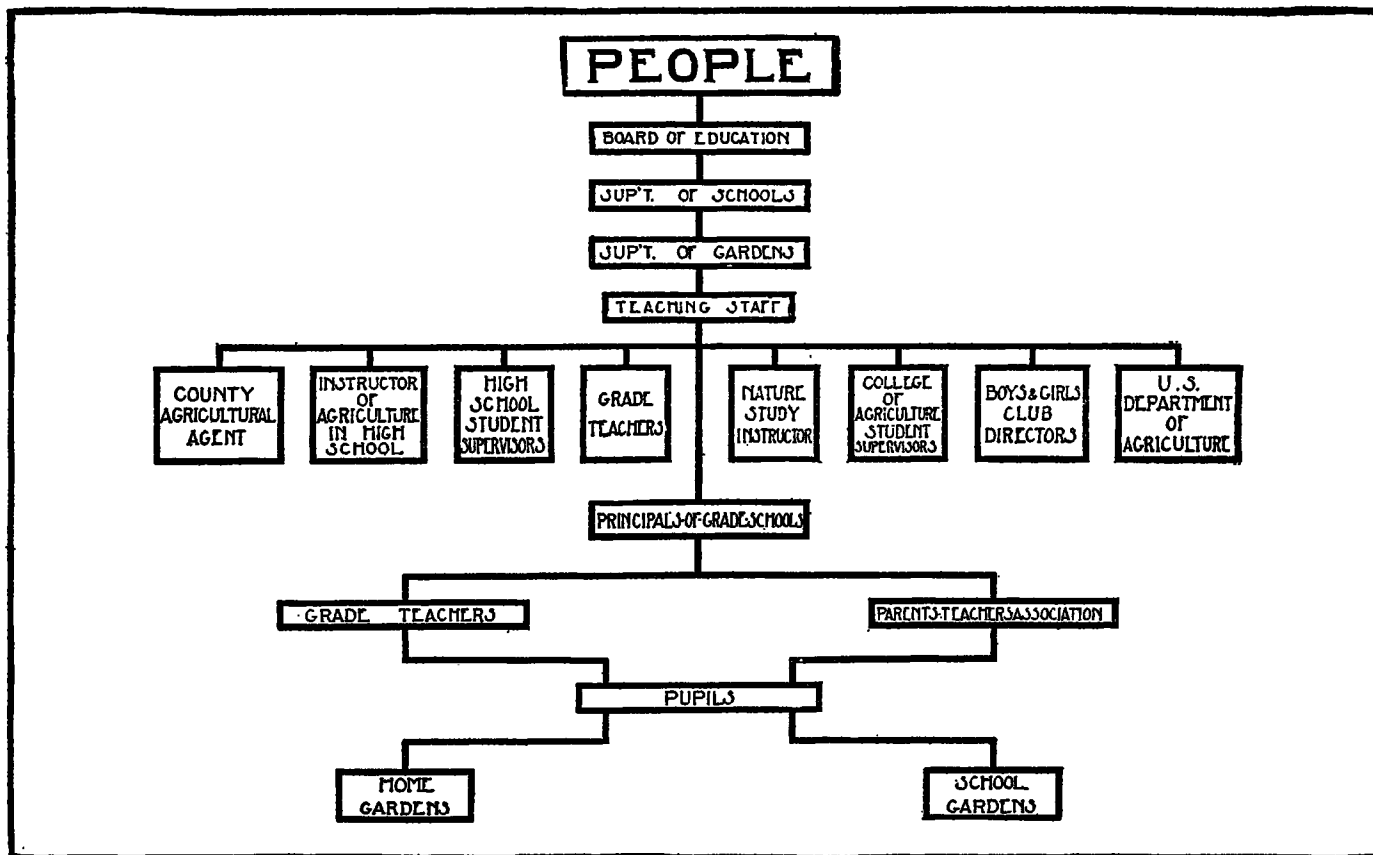 PEOPLE
BOARD OF EDUCATION
SUP'T. OF SCHOOLS
SUP'T. OF GARDENS
TEACHING STAFF
COUNTY
AGRICULTURAL
AGENT
INSTRUCTOR
OF
AGRICULTURE
IN HIGH
SCHOOL
HIGH
SCHOOL
STUDENT
SUPERVISORS
GRADE
TEACHERS
NATURE
STUDY
INSTRUCTOR
COLLEGE
OF
AGRICULTURE
STUDENT
SUPERVISORS
BOYS & GIRLS
CLUB
DIRECTORS
U.S.
DEPARTMENT
OF
AGRICULTURE
PRINCIPALS-OF-GRADE SCHOOLS
GRADE TEACHERS
PARENTS-TEACHERS ASSOCIATION
PUPILS
HOME
GARDENS
SCHOOL
GARDENS